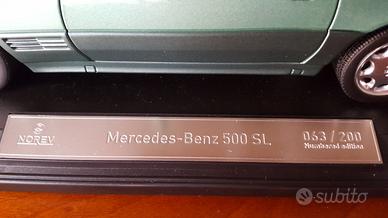 NOREV
Mercedes-Benz 500 SL
063 / 200
Numbered edition
subito